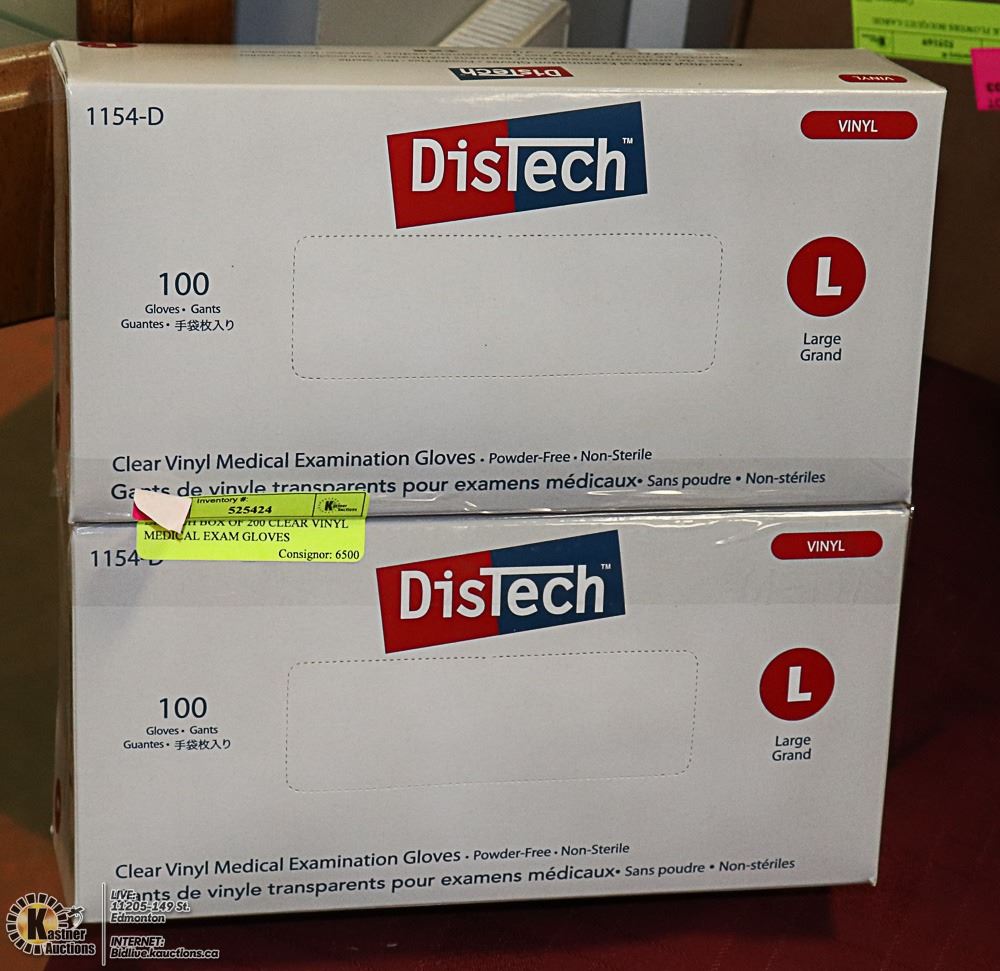 DisTech
VINYL
1154-D
DisTech™
VINYL
100
Gloves • Gants
Guantes • 手袋枚入り
L
Large
Grand
Clear Vinyl Medical Examination Gloves • Powder-Free • Non-Sterile
Gants de vinyle transparents pour examens médicaux • Sans poudre • Non-stériles
Inventory #:
525424
Kastner Auctions
BOX OF 200 CLEAR VINYL
MEDICAL EXAM GLOVES
Consignor: 6500
1154-D
DisTech™
VINYL
100
Gloves • Gants
Guantes • 手袋枚入り
L
Large
Grand
Clear Vinyl Medical Examination Gloves • Powder-Free • Non-Sterile
de vinyle transparents pour examens médicaux • Sans poudre • Non-stériles
Kastner
Auctions
LIVE:
11205-149 St.
Edmonton
INTERNET:
Bidlive.kauctions.ca